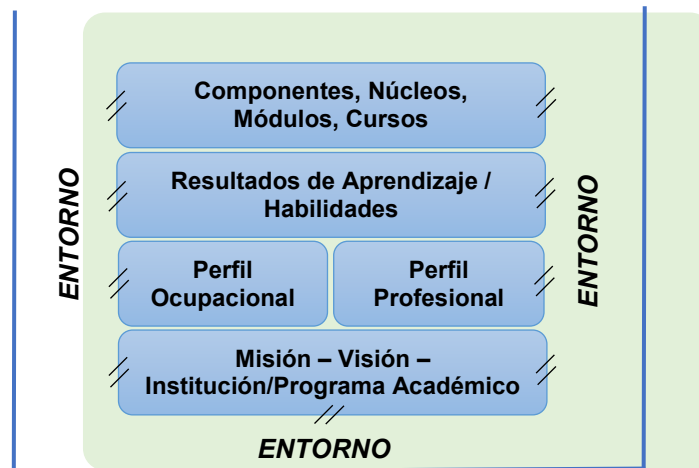 Componentes, Núcleos,
Módulos, Cursos
ENTORNO
Resultados de Aprendizaje /
Habilidades
ENTORNO
Perfil
Ocupacional
Perfil
Profesional
Misión – Visión –
Institución/Programa Académico
ENTORNO